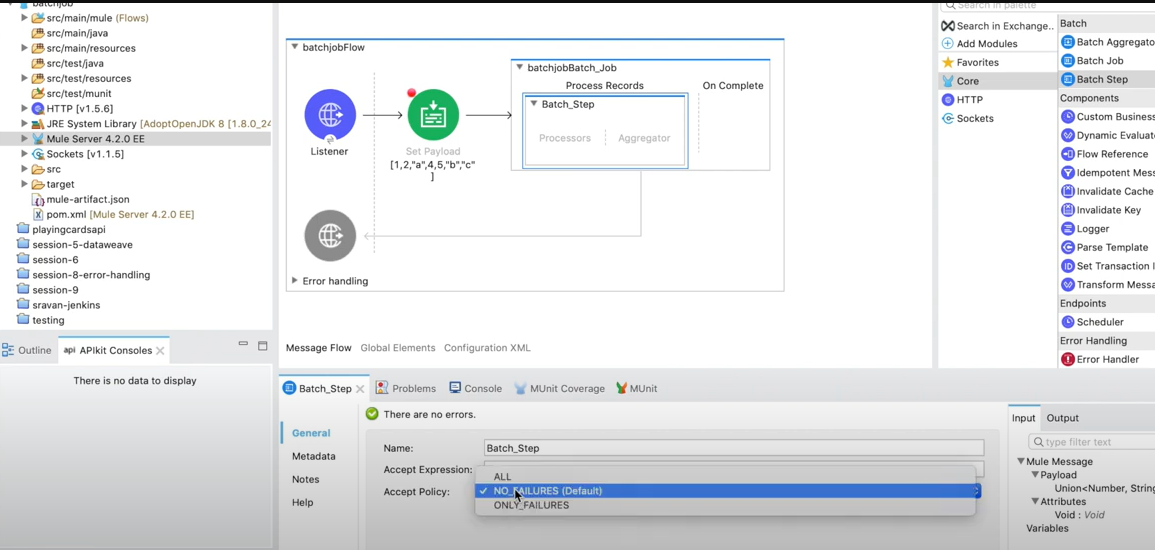 batchjob
src/main/mule (Flows)
src/main/java
src/main/resources
src/test/java
src/test/resources
src/test/munit
HTTP [v1.5.6]
JRE System Library [AdoptOpenJDK 8 [1.8.0_24
Mule Server 4.2.0 EE
Sockets [v1.1.5]
src
target
mule-artifact.json
pom.xml [Mule Server 4.2.0 EE]
playingcardsapi
session-5-dataweave
session-6
session-8-error-handling
session-9
sravan-jenkins
testing
Outline
api APIkit Consoles
There is no data to display
batchjobFlow
Listener
Set Payload
[1,2,"a",4,5,"b","c"
]
batchjobBatch_Job
Process Records
On Complete
Batch_Step
Processors
Aggregator
Error handling
Message Flow Global Elements Configuration XML
Search in palette
Search in Exchange..
Add Modules
Favorites
Core
HTTP
Sockets
Batch
Batch Aggregato
Batch Job
Batch Step
Components
Custom Business
Dynamic Evaluat
Flow Reference
Idempotent Mess
Invalidate Cache
Invalidate Key
Logger
Parse Template
Set Transaction I
Transform Messa
Endpoints
Scheduler
Error Handling
Error Handler
Batch_Step Problems Console MUnit Coverage MUnit
There are no errors.
General
Metadata
Notes
Help
Name: Batch_Step
Accept Expression:
Accept Policy:
ALL
NO_FAILURES (Default)
ONLY_FAILURES
Input Output
type filter text
Mule Message
Payload
Union<Number, String
Attributes
Void : Void
Variables